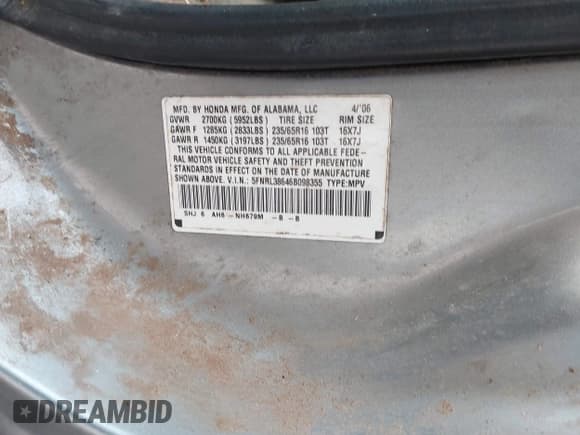 MFD. BY HONDA MFG. OF ALABAMA, LLC 4/'06
GVWR 2700KG ( 5952LBS ) TIRE SIZE RIM SIZE
GAWR F 1285KG ( 2833LBS ) 235/65R16 103T 16X7J
GAWR R 1450KG ( 3197LBS ) 235/65R16 103T 16X7J
THIS VEHICLE CONFORMS TO ALL APPLICABLE FEDE-
RAL MOTOR VEHICLE SAFETY AND THEFT PREVENTION
STANDARDS IN EFFECT ON THE DATE OF MANUFACTURE
SHOWN ABOVE. V.I.N.: 5FNRL38646B098355 TYPE:MPV
SHJ 6 AH6 - NH679M - B - B
DREAMBID